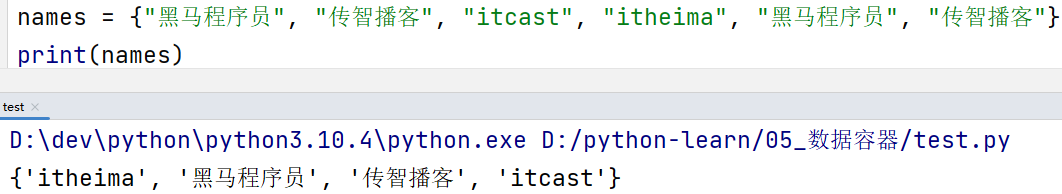 names = {"黑马程序员", "传智播客", "itcast", "itheima", "黑马程序员", "传智播客"}
print(names)
test
D:\dev\python\python3.10.4\python.exe D:/python-learn/05_数据容器/test.py
{'itheima', '黑马程序员', '传智播客', 'itcast'}